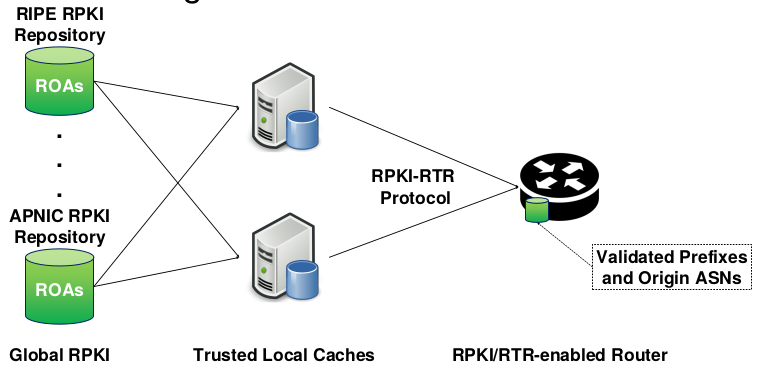 RIPE RPKI
Repository
ROAs
.
.
.
APNIC RPKI
Repository
ROAs
RPKI-RTR
Protocol
Validated Prefixes
and Origin ASNs
Global RPKI
Trusted Local Caches
RPKI/RTR-enabled Router